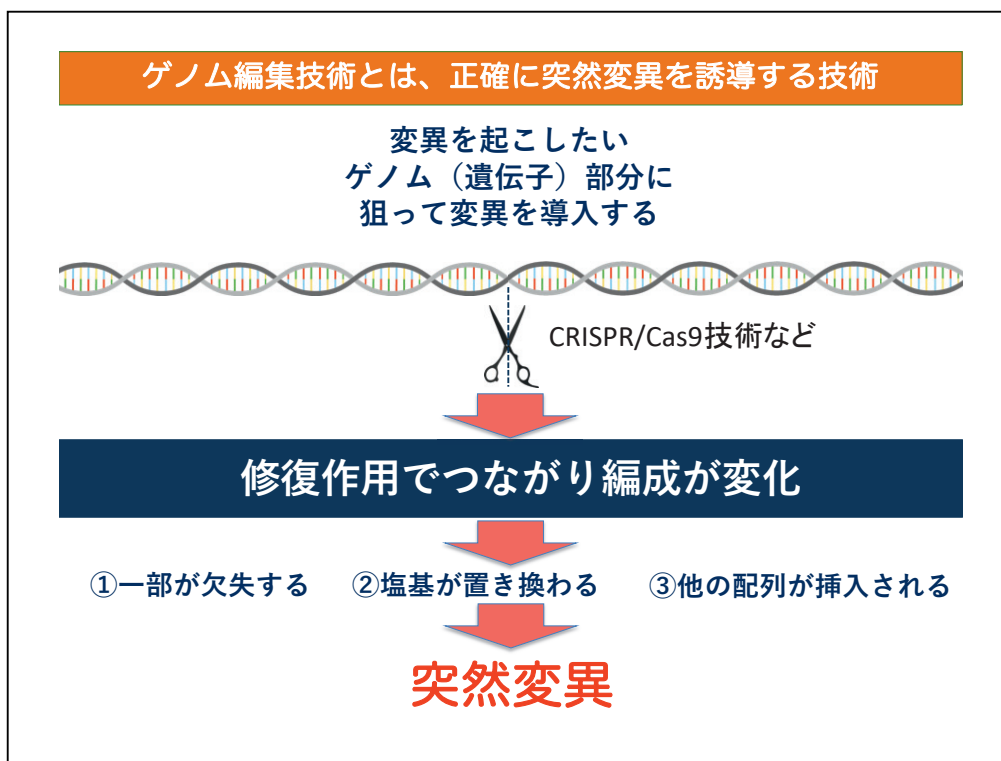 ゲノム編集技術とは、正確に突然変異を誘導する技術
変異を起こしたい
ゲノム（遺伝子）部分に
狙って変異を導入する
CRISPR/Cas9技術など
修復作用でつながり編成が変化
①一部が欠失する ②塩基が置き換わる ③他の配列が挿入される
突然変異